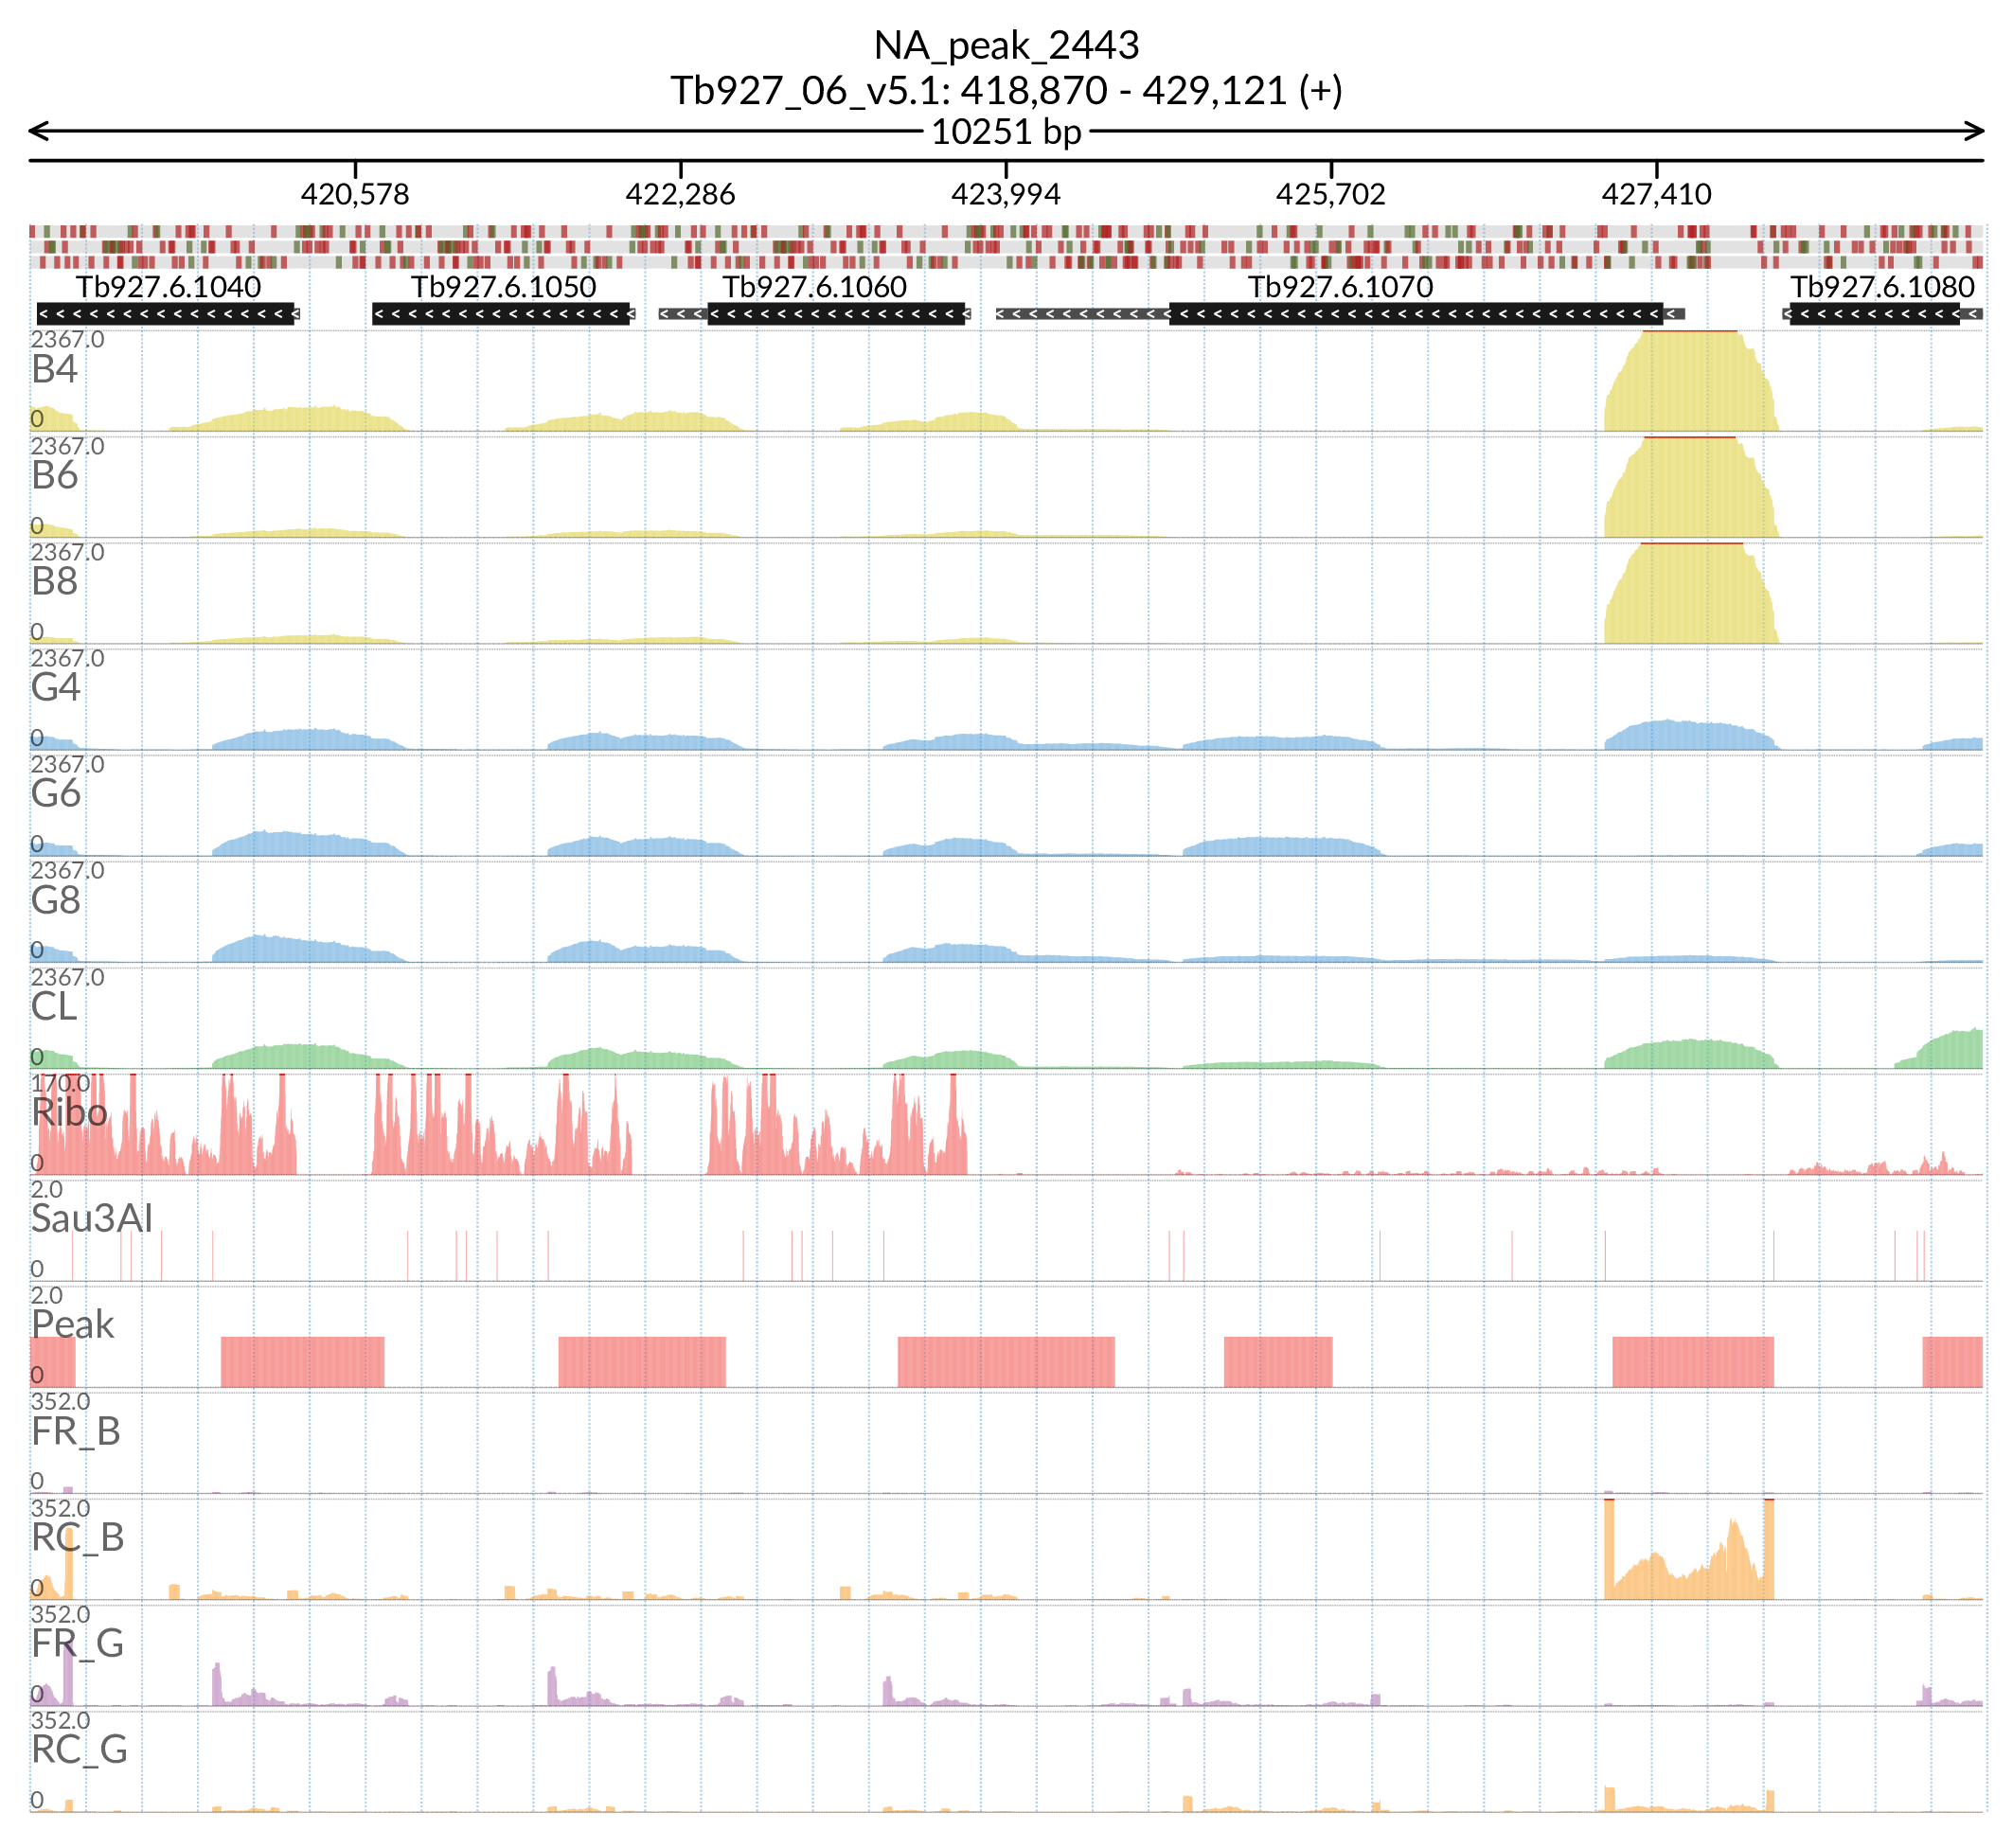 NA_peak_2443
Tb927_06_v5.1: 418,870 - 429,121 (+)
10251 bp
420,578 422,286 423,994 425,702 427,410
Tb927.6.1040 Tb927.6.1050 Tb927.6.1060 Tb927.6.1070 Tb927.6.1080
2367.0
B4
0
2367.0
B6
0
2367.0
B8
0
2367.0
G4
0
2367.0
G6
0
2367.0
G8
0
2367.0
CL
0
170.0
Ribo
0
2.0
Sau3AI
0
2.0
Peak
0
352.0
FR_B
0
352.0
RC_B
0
352.0
FR_G
0
352.0
RC_G
0